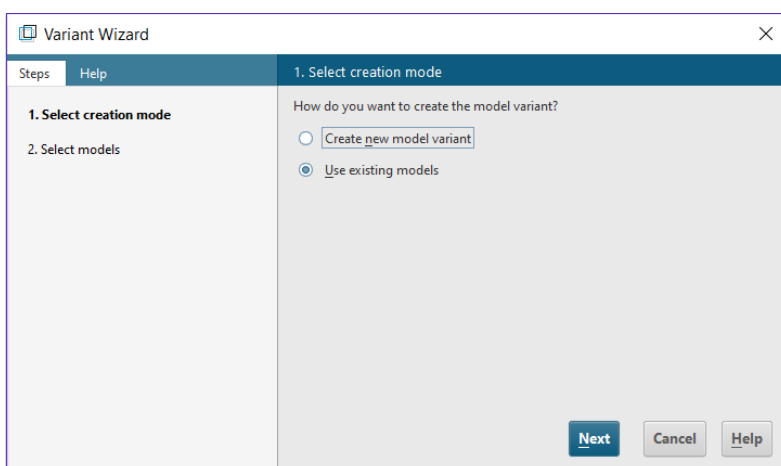 Variant Wizard
Steps Help
1. Select creation mode
2. Select models
1. Select creation mode
How do you want to create the model variant?
Create new model variant
Use existing models
Next Cancel Help